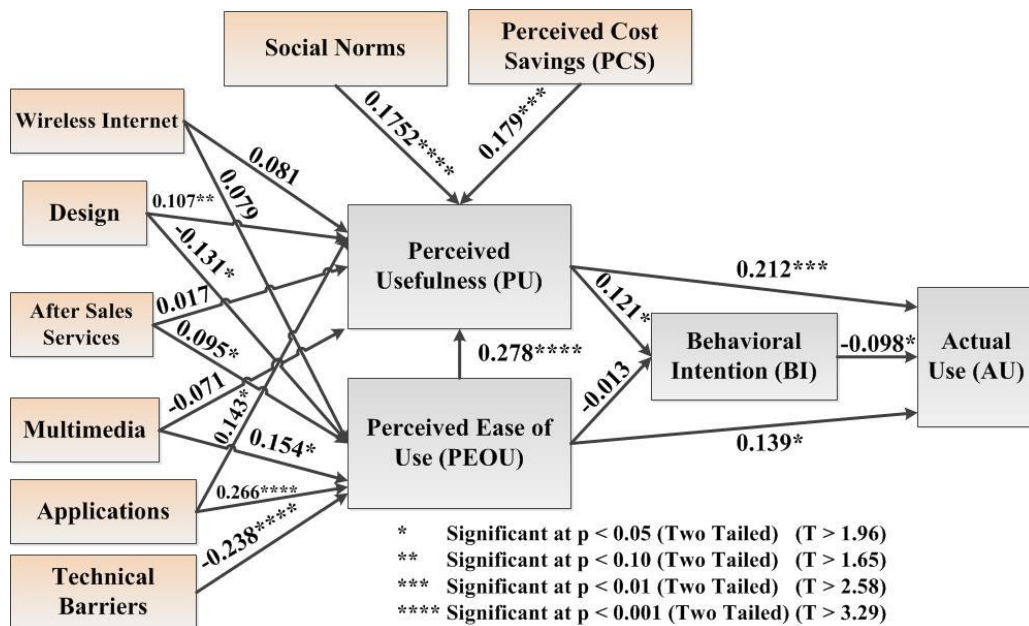 Social Norms
Perceived Cost
Savings (PCS)
Wireless Internet
0.1752****
0.179***
0.081
0.079
Design
0.107**
-0.131*
Perceived
Usefulness (PU)
0.212***
0.121*
After Sales
Services
0.017
0.095*
Behavioral
Intention (BI)
-0.098*
Actual
Use (AU)
0.278****
-0.013
-0.071
0.143*
Multimedia
0.154*
Perceived Ease of
Use (PEOU)
0.139*
Applications
0.266****
-0.238****
Technical
Barriers
* Significant at p < 0.05 (Two Tailed) (T > 1.96)
** Significant at p < 0.10 (Two Tailed) (T > 1.65)
*** Significant at p < 0.01 (Two Tailed) (T > 2.58)
**** Significant at p < 0.001 (Two Tailed) (T > 3.29)